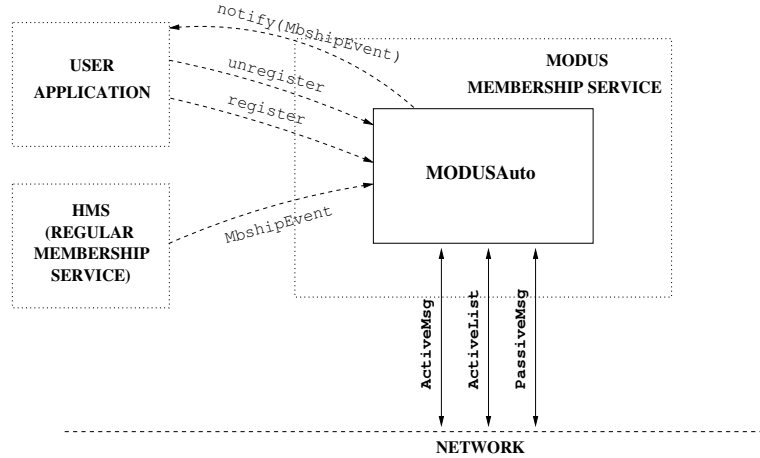 notify(MbshipEvent)
USER
APPLICATION
unregister
register
MODUS
MEMBERSHIP SERVICE
MODUSAuto
HMS
(REGULAR
MEMBERSHIP
SERVICE)
MbshipEvent
ActiveMsg
ActiveList
PassiveMsg
NETWORK